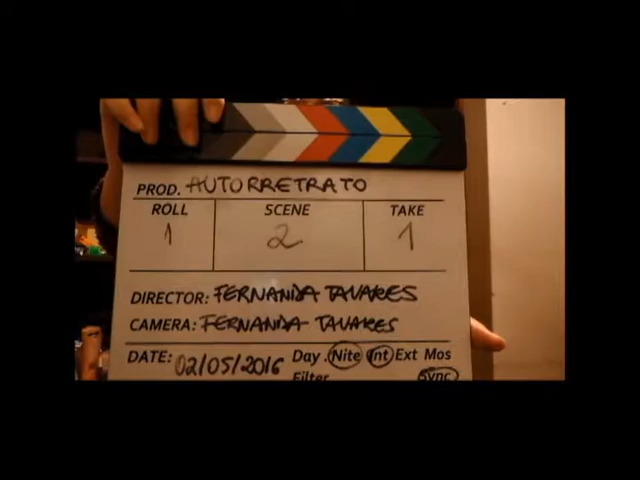 PROD. AUTORRETRATO
ROLL SCENE TAKE
1 2 1
DIRECTOR: FERNANDA TAVARES
CAMERA: FERNANDA TAVARES
DATE: 02/05/2016 Day Nite Int Ext Mos
Filter Sync